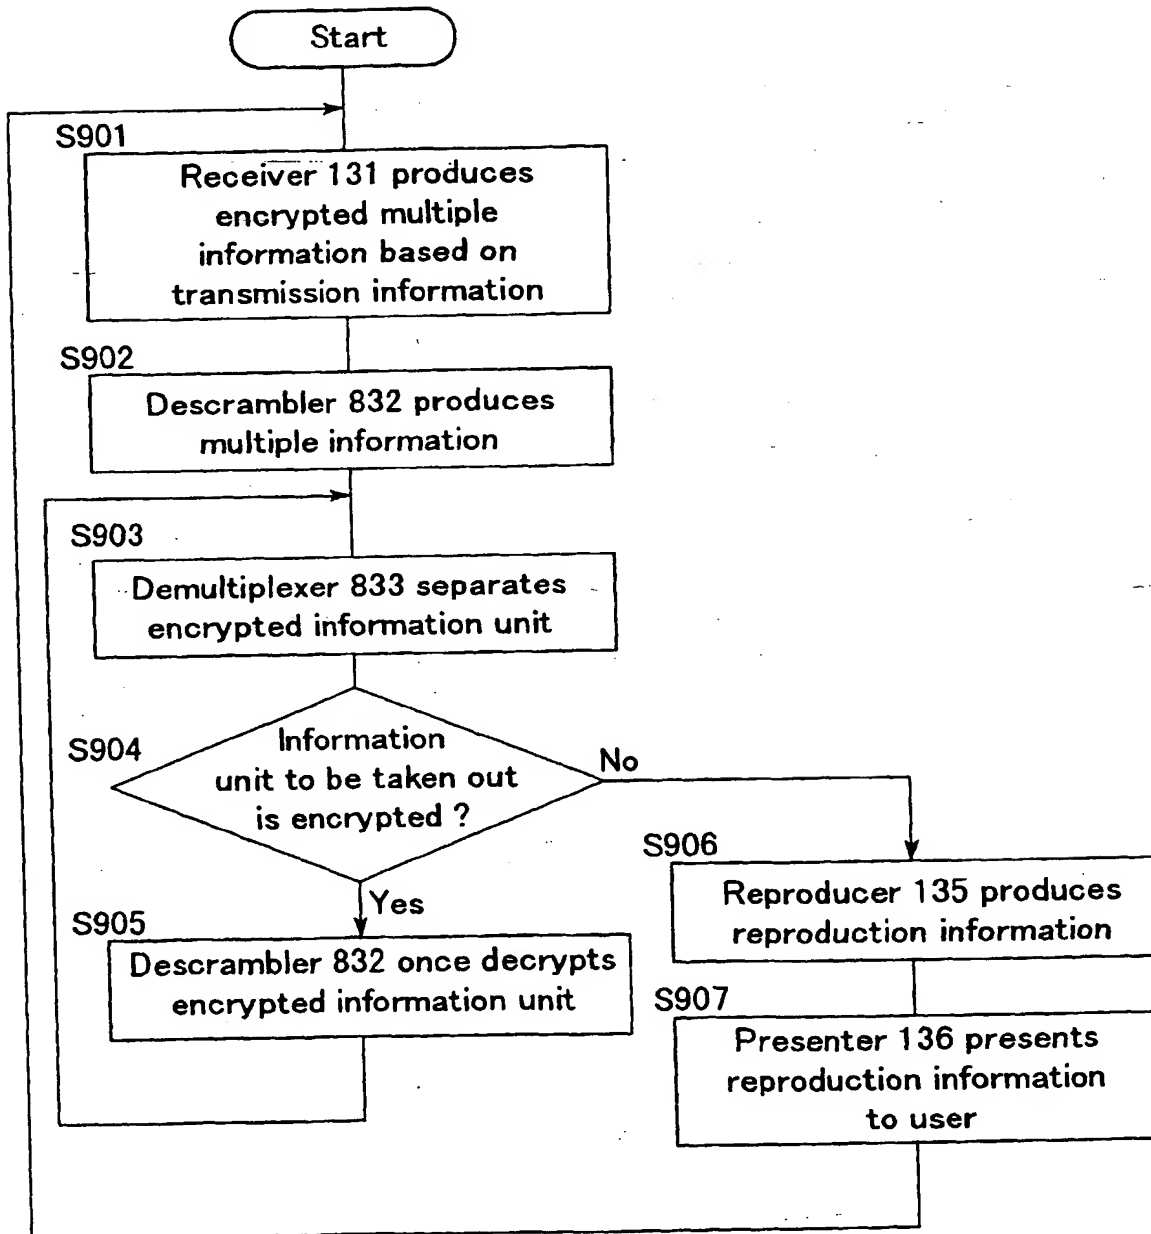 Start
S901
Receiver 131 produces
encrypted multiple
information based on
transmission information
S902
Descrambler 832 produces
multiple information
S903
Demultiplexer 833 separates
encrypted information unit
S904
Information
unit to be taken out
is encrypted ?
No
Yes
S905
Descrambler 832 once decrypts
encrypted information unit
S906
Reproducer 135 produces
reproduction information
S907
Presenter 136 presents
reproduction information
to user